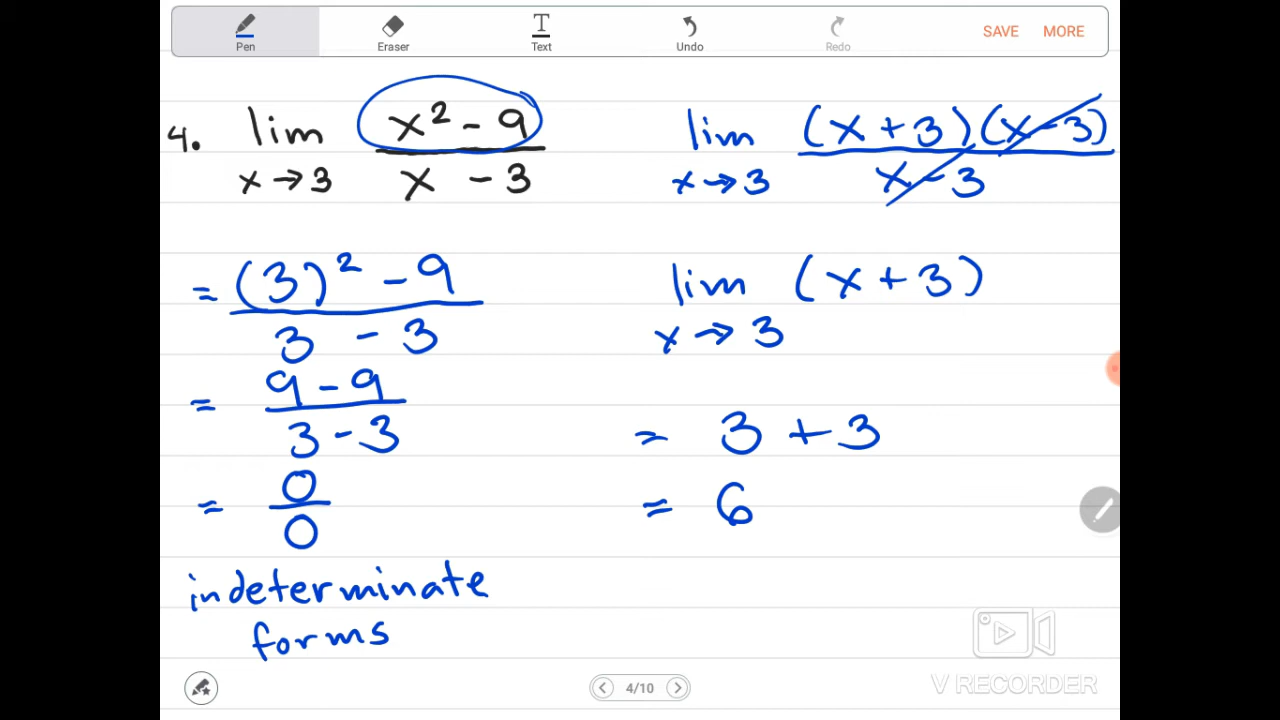 Pen Eraser Text Undo Redo SAVE MORE
4. lim x→3 (x² - 9)/(x - 3)
= ((3)² - 9)/(3 - 3)
= (9 - 9)/(3 - 3)
= 0/0
indeterminate
forms
lim x→3 ((x + 3)(x - 3))/(x - 3)
lim x→3 (x + 3)
= 3 + 3
= 6
4/10
V RECORDER